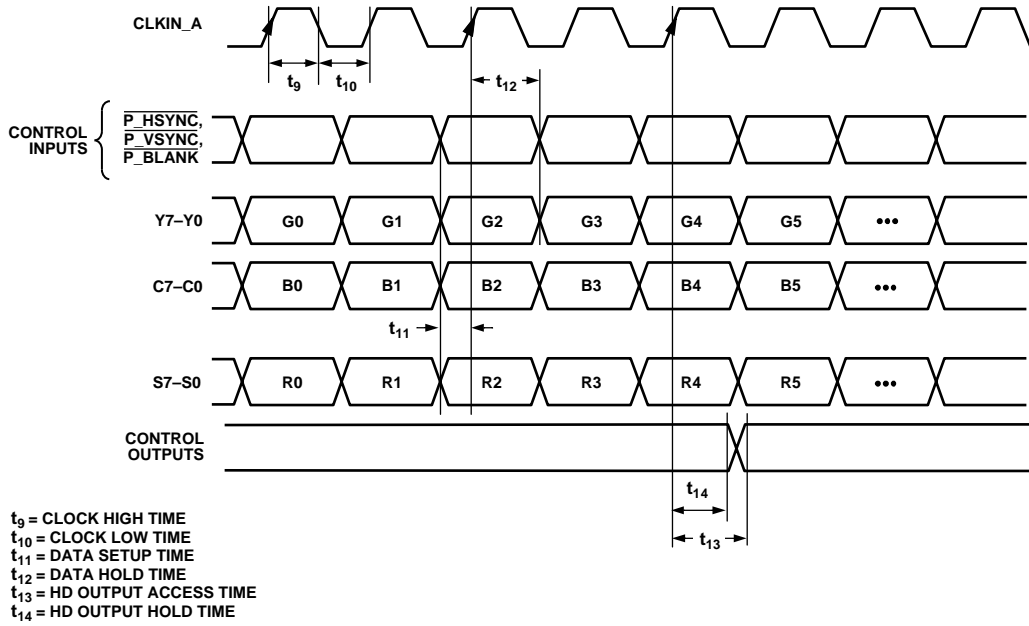 CLKIN_A
t9 t10 t12
CONTROL
INPUTS
P_HSYNC,
P_VSYNC,
P_BLANK
Y7–Y0 G0 G1 G2 G3 G4 G5 •••
C7–C0 B0 B1 B2 B3 B4 B5 •••
t11
S7–S0 R0 R1 R2 R3 R4 R5 •••
CONTROL
OUTPUTS
t14
t13
t9 = CLOCK HIGH TIME
t10 = CLOCK LOW TIME
t11 = DATA SETUP TIME
t12 = DATA HOLD TIME
t13 = HD OUTPUT ACCESS TIME
t14 = HD OUTPUT HOLD TIME